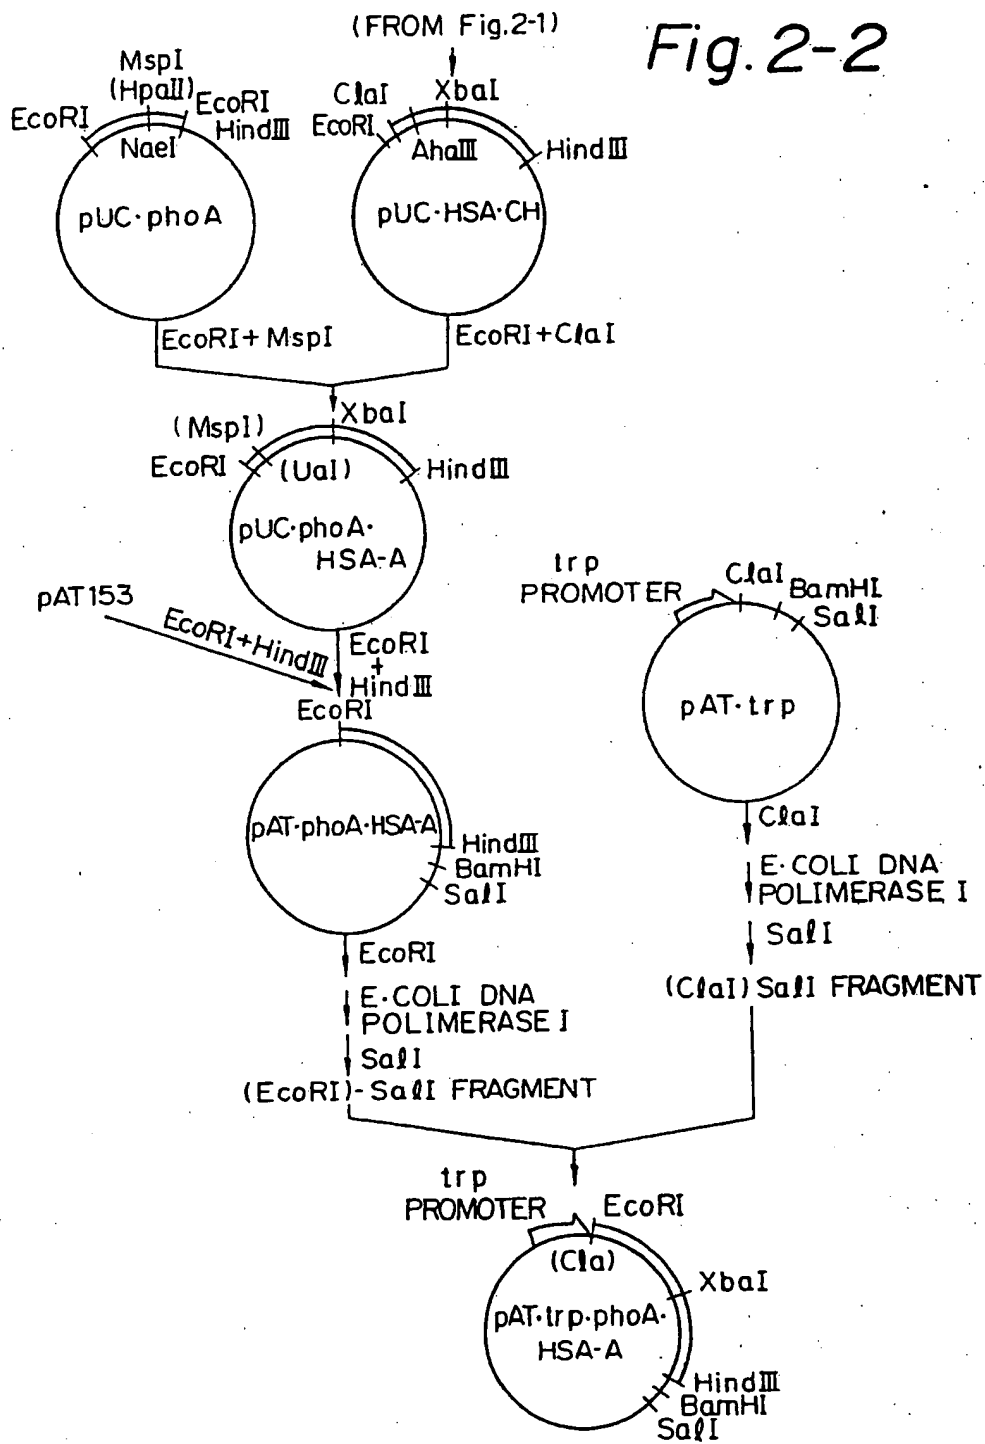 (FROM Fig.2-1)
Fig. 2-2
MspI
(HpaII)
EcoRI
EcoRI
HindIII
NaeI
pUC·phoA
ClaI
XbaI
EcoRI
AhaIII
HindIII
pUC·HSA·CH
EcoRI+MspI
EcoRI+ClaI
XbaI
(MspI)
EcoRI
(UaI)
HindIII
pUC·phoA·
HSA-A
pAT153
EcoRI+HindIII
EcoRI
+
HindIII
trp
PROMOTER
ClaI
BamHI
SalI
pAT·trp
EcoRI
pAT·phoA·HSA-A
HindIII
BamHI
SalI
ClaI
E·COLI DNA
POLIMERASE I
SalI
(ClaI) SalI FRAGMENT
EcoRI
E·COLI DNA
POLIMERASE I
SalI
(EcoRI)-SalI FRAGMENT
trp
PROMOTER
EcoRI
(Cla)
XbaI
pAT·trp·phoA·
HSA-A
HindIII
BamHI
SalI